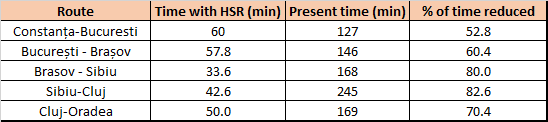 Route Time with HSR (min) Present time (min) % of time reduced
Constanța-Bucuresti 60 127 52.8
București - Brașov 57.8 146 60.4
Brasov - Sibiu 33.6 168 80.0
Sibiu-Cluj 42.6 245 82.6
Cluj-Oradea 50.0 169 70.4